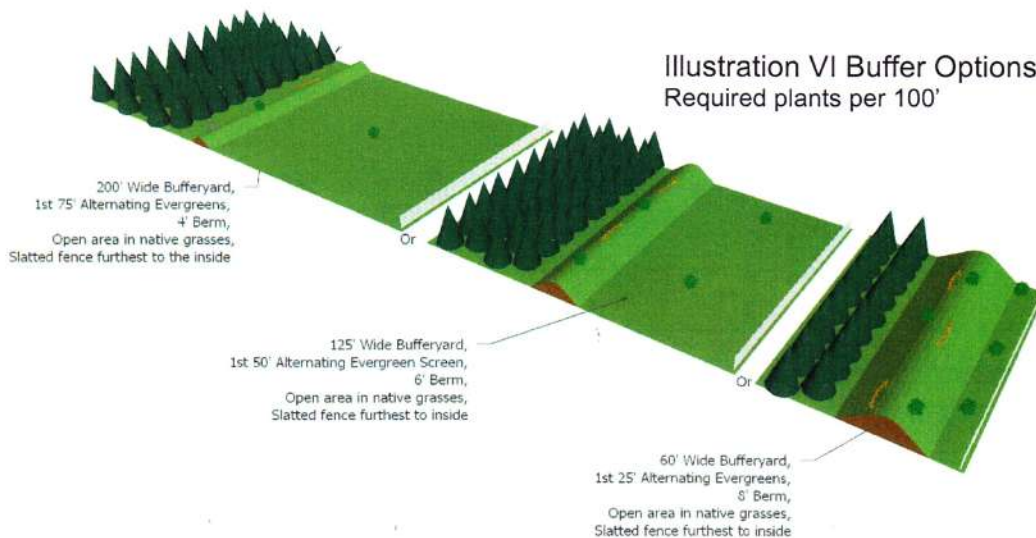 Illustration VI Buffer Options
Required plants per 100'
200' Wide Bufferyard,
1st 75' Alternating Evergreens,
4' Berm,
Open area in native grasses,
Slatted fence furthest to the inside
Or
125' Wide Bufferyard,
1st 50' Alternating Evergreen Screen,
6' Berm,
Open area in native grasses,
Slatted fence furthest to inside
Or
60' Wide Bufferyard,
1st 25' Alternating Evergreens,
8' Berm,
Open area in native grasses,
Slatted fence furthest to inside